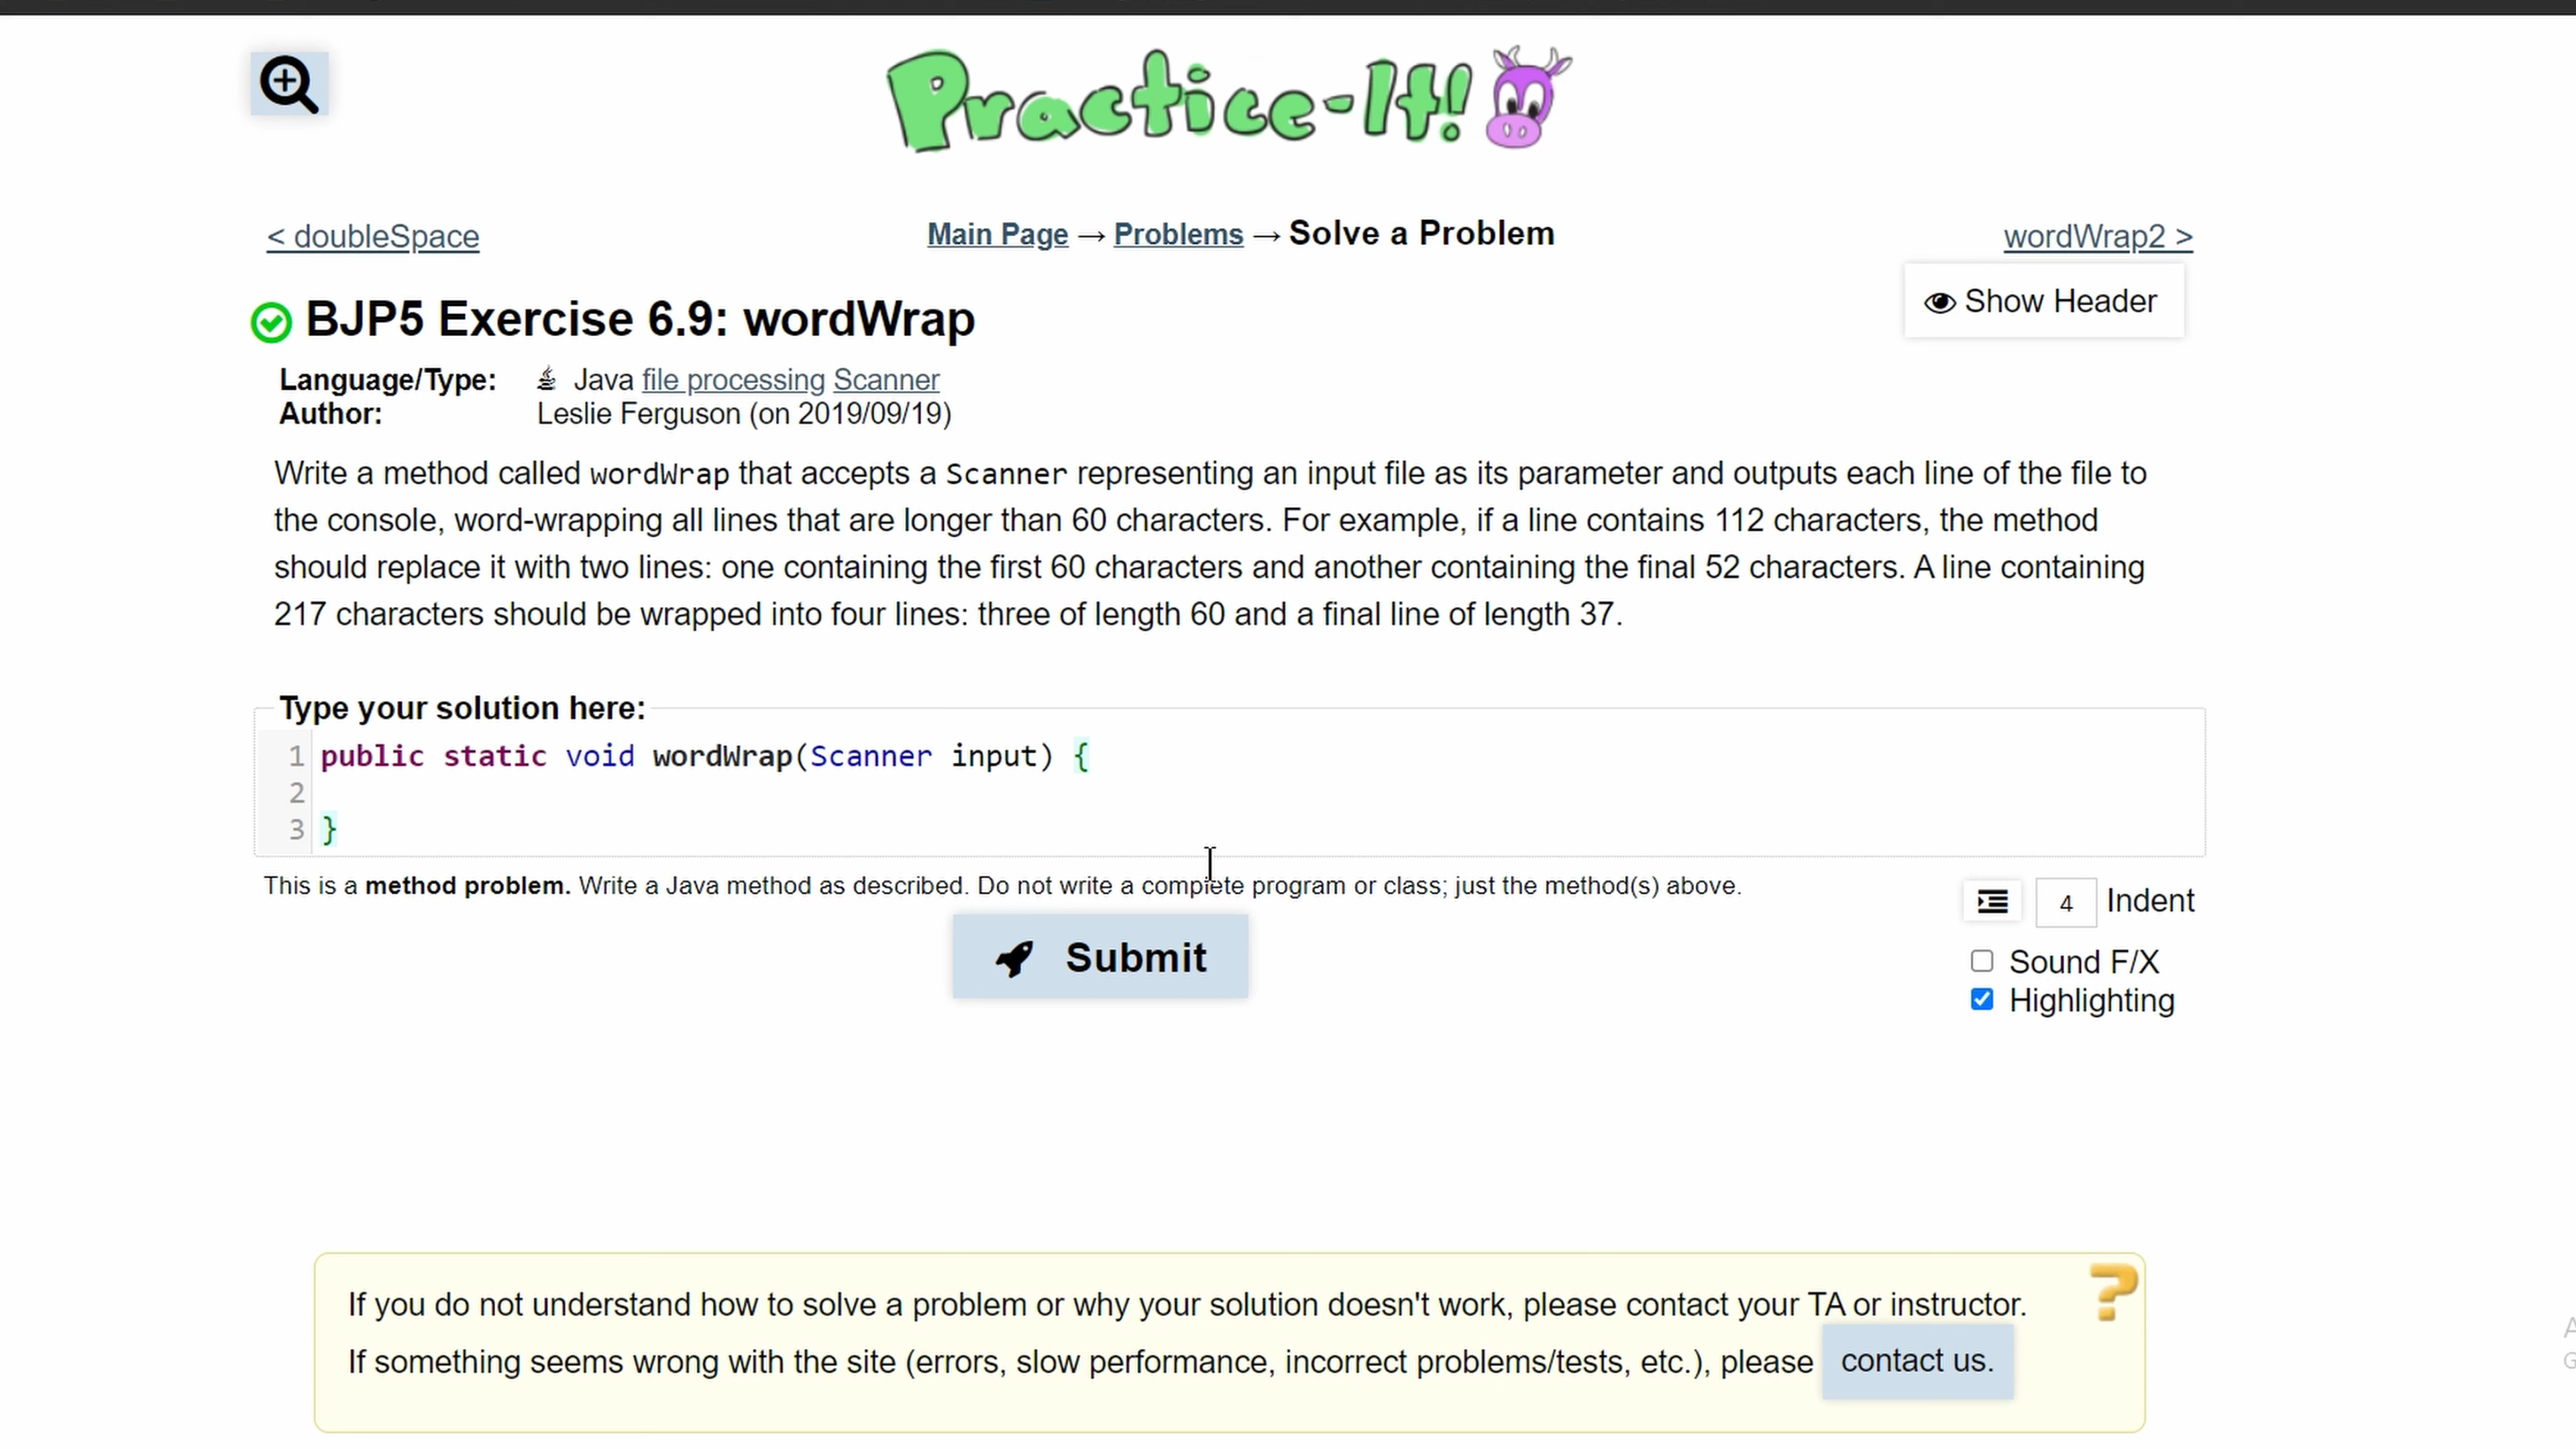 Practice-It!
< doubleSpace
Main Page → Problems → Solve a Problem
wordWrap2 >
Show Header
BJP5 Exercise 6.9: wordWrap
Language/Type: Java file processing Scanner
Author: Leslie Ferguson (on 2019/09/19)
Write a method called wordWrap that accepts a Scanner representing an input file as its parameter and outputs each line of the file to
the console, word-wrapping all lines that are longer than 60 characters. For example, if a line contains 112 characters, the method
should replace it with two lines: one containing the first 60 characters and another containing the final 52 characters. A line containing
217 characters should be wrapped into four lines: three of length 60 and a final line of length 37.
Type your solution here:
1 public static void wordWrap(Scanner input) {
2
3 }
This is a method problem. Write a Java method as described. Do not write a complete program or class; just the method(s) above.
4 Indent
Submit
Sound F/X
Highlighting
If you do not understand how to solve a problem or why your solution doesn't work, please contact your TA or instructor.
If something seems wrong with the site (errors, slow performance, incorrect problems/tests, etc.), please contact us.